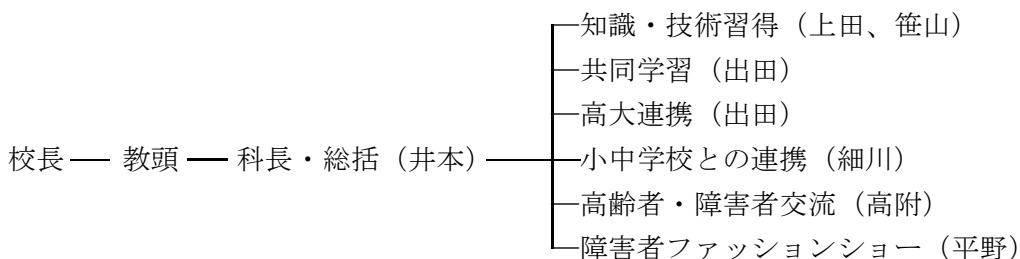 知識・技術習得（上田、笹山）
共同学習（出田）
高大連携（出田）
校長 教頭 科長・総括（井本） 小中学校との連携（細川）
高齢者・障害者交流（高附）
障害者ファッションショー（平野）